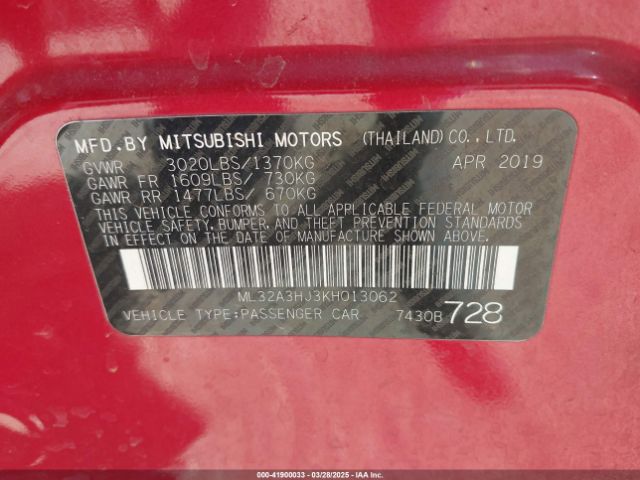 MFD. BY MITSUBISHI MOTORS (THAILAND) CO., LTD.
GVWR 3020LBS/1370KG APR 2019
GAWR FR 1609LBS/ 730KG
GAWR RR 1477LBS/ 670KG
THIS VEHICLE CONFORMS TO ALL APPLICABLE FEDERAL MOTOR
VEHICLE SAFETY, BUMPER, AND THEFT PREVENTION STANDARDS
IN EFFECT ON THE DATE OF MANUFACTURE SHOWN ABOVE.
ML32A3HJ3KH013062
VEHICLE TYPE:PASSENGER CAR 7430B 728
000-41900033 | 03/28/2025 | IAA, Inc.